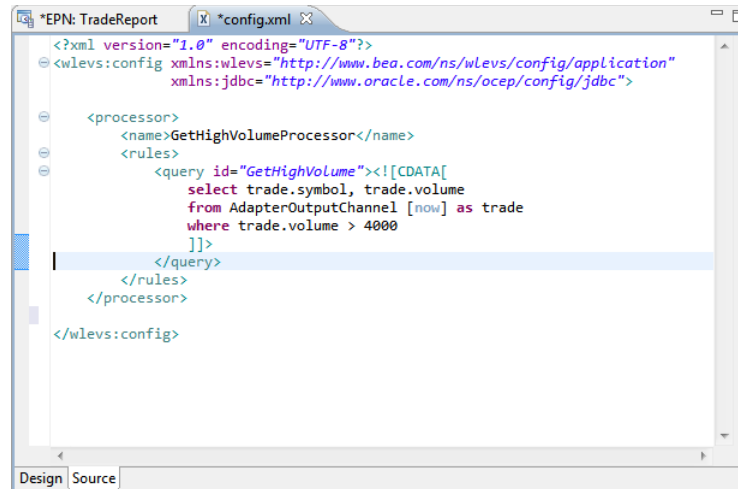 *EPN: TradeReport *config.xml
<?xml version="1.0" encoding="UTF-8"?>
<wlevs:config xmlns:wlevs="http://www.bea.com/ns/wlevs/config/application"
xmlns:jdbc="http://www.oracle.com/ns/ocep/config/jdbc">
<processor>
<name>GetHighVolumeProcessor</name>
<rules>
<query id="GetHighVolume"><![CDATA[
select trade.symbol, trade.volume
from AdapterOutputChannel [now] as trade
where trade.volume > 4000
]]>
</query>
</rules>
</processor>
</wlevs:config>
Design Source